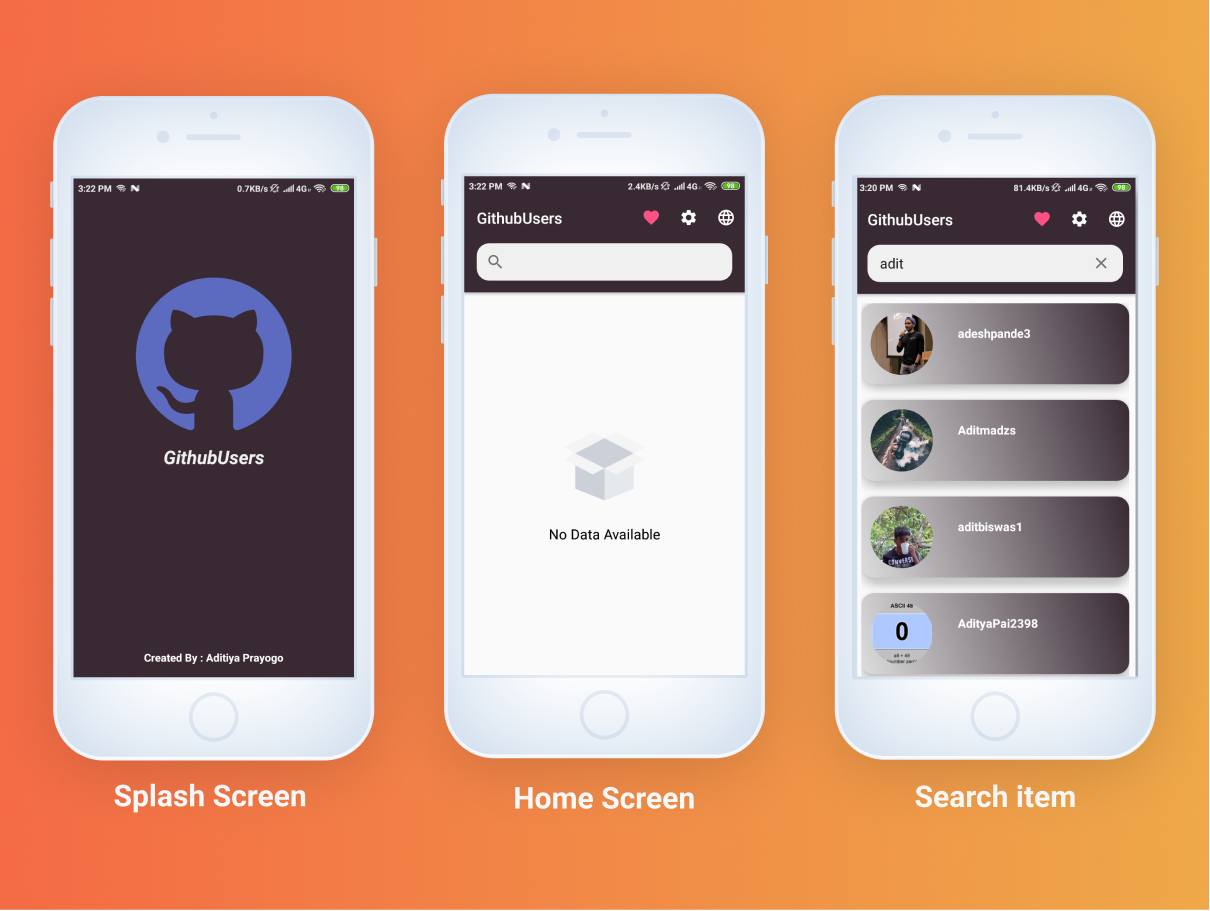 3:22 PM
0.7KB/s
4G
98
GithubUsers
Created By : Aditiya Prayogo
Splash Screen
3:22 PM
2.4KB/s
4G
98
GithubUsers
No Data Available
Home Screen
3:20 PM
81.4KB/s
4G
98
GithubUsers
adit
adeshpande3
Aditmadzs
aditbiswas1
CONVERSE
ASCII 48
0
AdityaPai2398
Search item